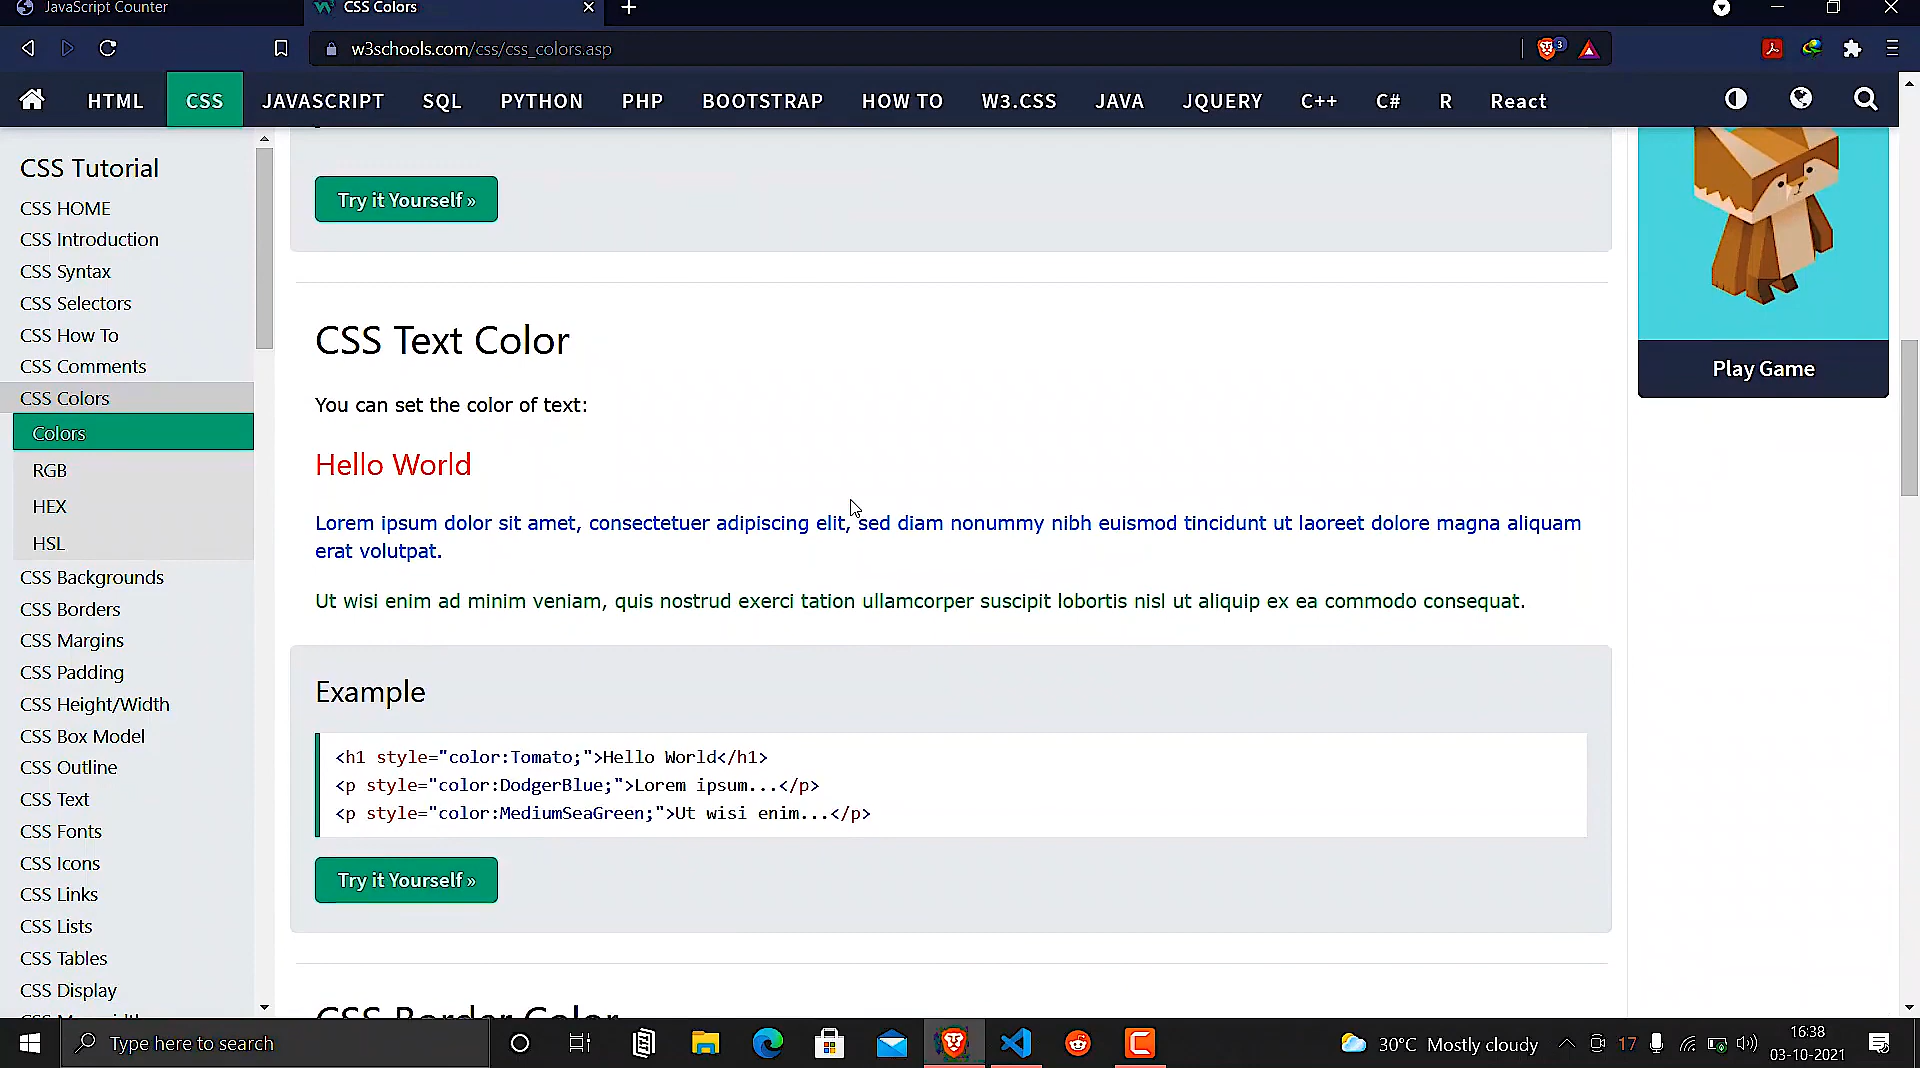 JavaScript Counter
CSS Colors
w3schools.com/css/css_colors.asp
3
HTML CSS JAVASCRIPT SQL PYTHON PHP BOOTSTRAP HOW TO W3.CSS JAVA JQUERY C++ C# R React
CSS Tutorial
CSS HOME
CSS Introduction
CSS Syntax
CSS Selectors
CSS How To
CSS Comments
CSS Colors
Colors
RGB
HEX
HSL
CSS Backgrounds
CSS Borders
CSS Margins
CSS Padding
CSS Height/Width
CSS Box Model
CSS Outline
CSS Text
CSS Fonts
CSS Icons
CSS Links
CSS Lists
CSS Tables
CSS Display
Try it Yourself »
CSS Text Color
You can set the color of text:
Hello World
Lorem ipsum dolor sit amet, consectetuer adipiscing elit, sed diam nonummy nibh euismod tincidunt ut laoreet dolore magna aliquam
erat volutpat.
Ut wisi enim ad minim veniam, quis nostrud exerci tation ullamcorper suscipit lobortis nisl ut aliquip ex ea commodo consequat.
Example
<h1 style="color:Tomato;">Hello World</h1>
<p style="color:DodgerBlue;">Lorem ipsum...</p>
<p style="color:MediumSeaGreen;">Ut wisi enim...</p>
Try it Yourself »
CSS Border Color
Play Game
Type here to search
30°C Mostly cloudy
17
16:38
03-10-2021